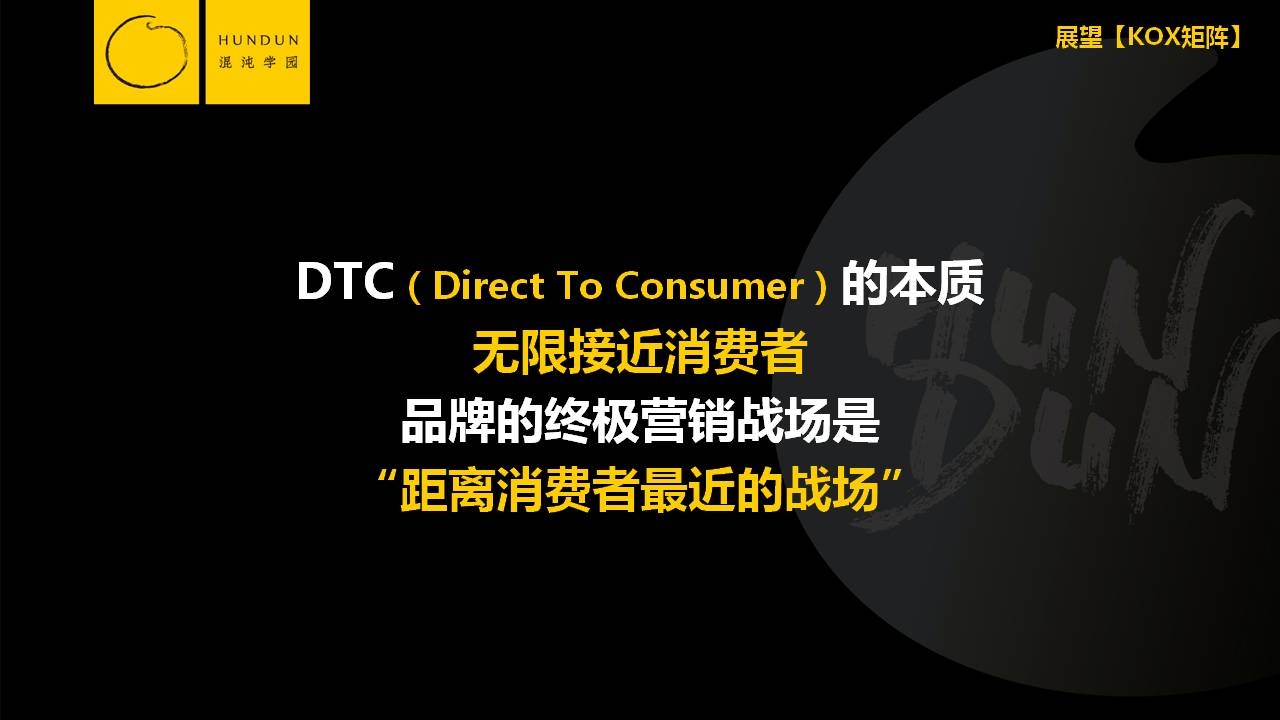 HUNDUN
混沌学园
展望【KOX矩阵】
DTC（Direct To Consumer）的本质
无限接近消费者
品牌的终极营销战场是
“距离消费者最近的战场”
HUN
DUN